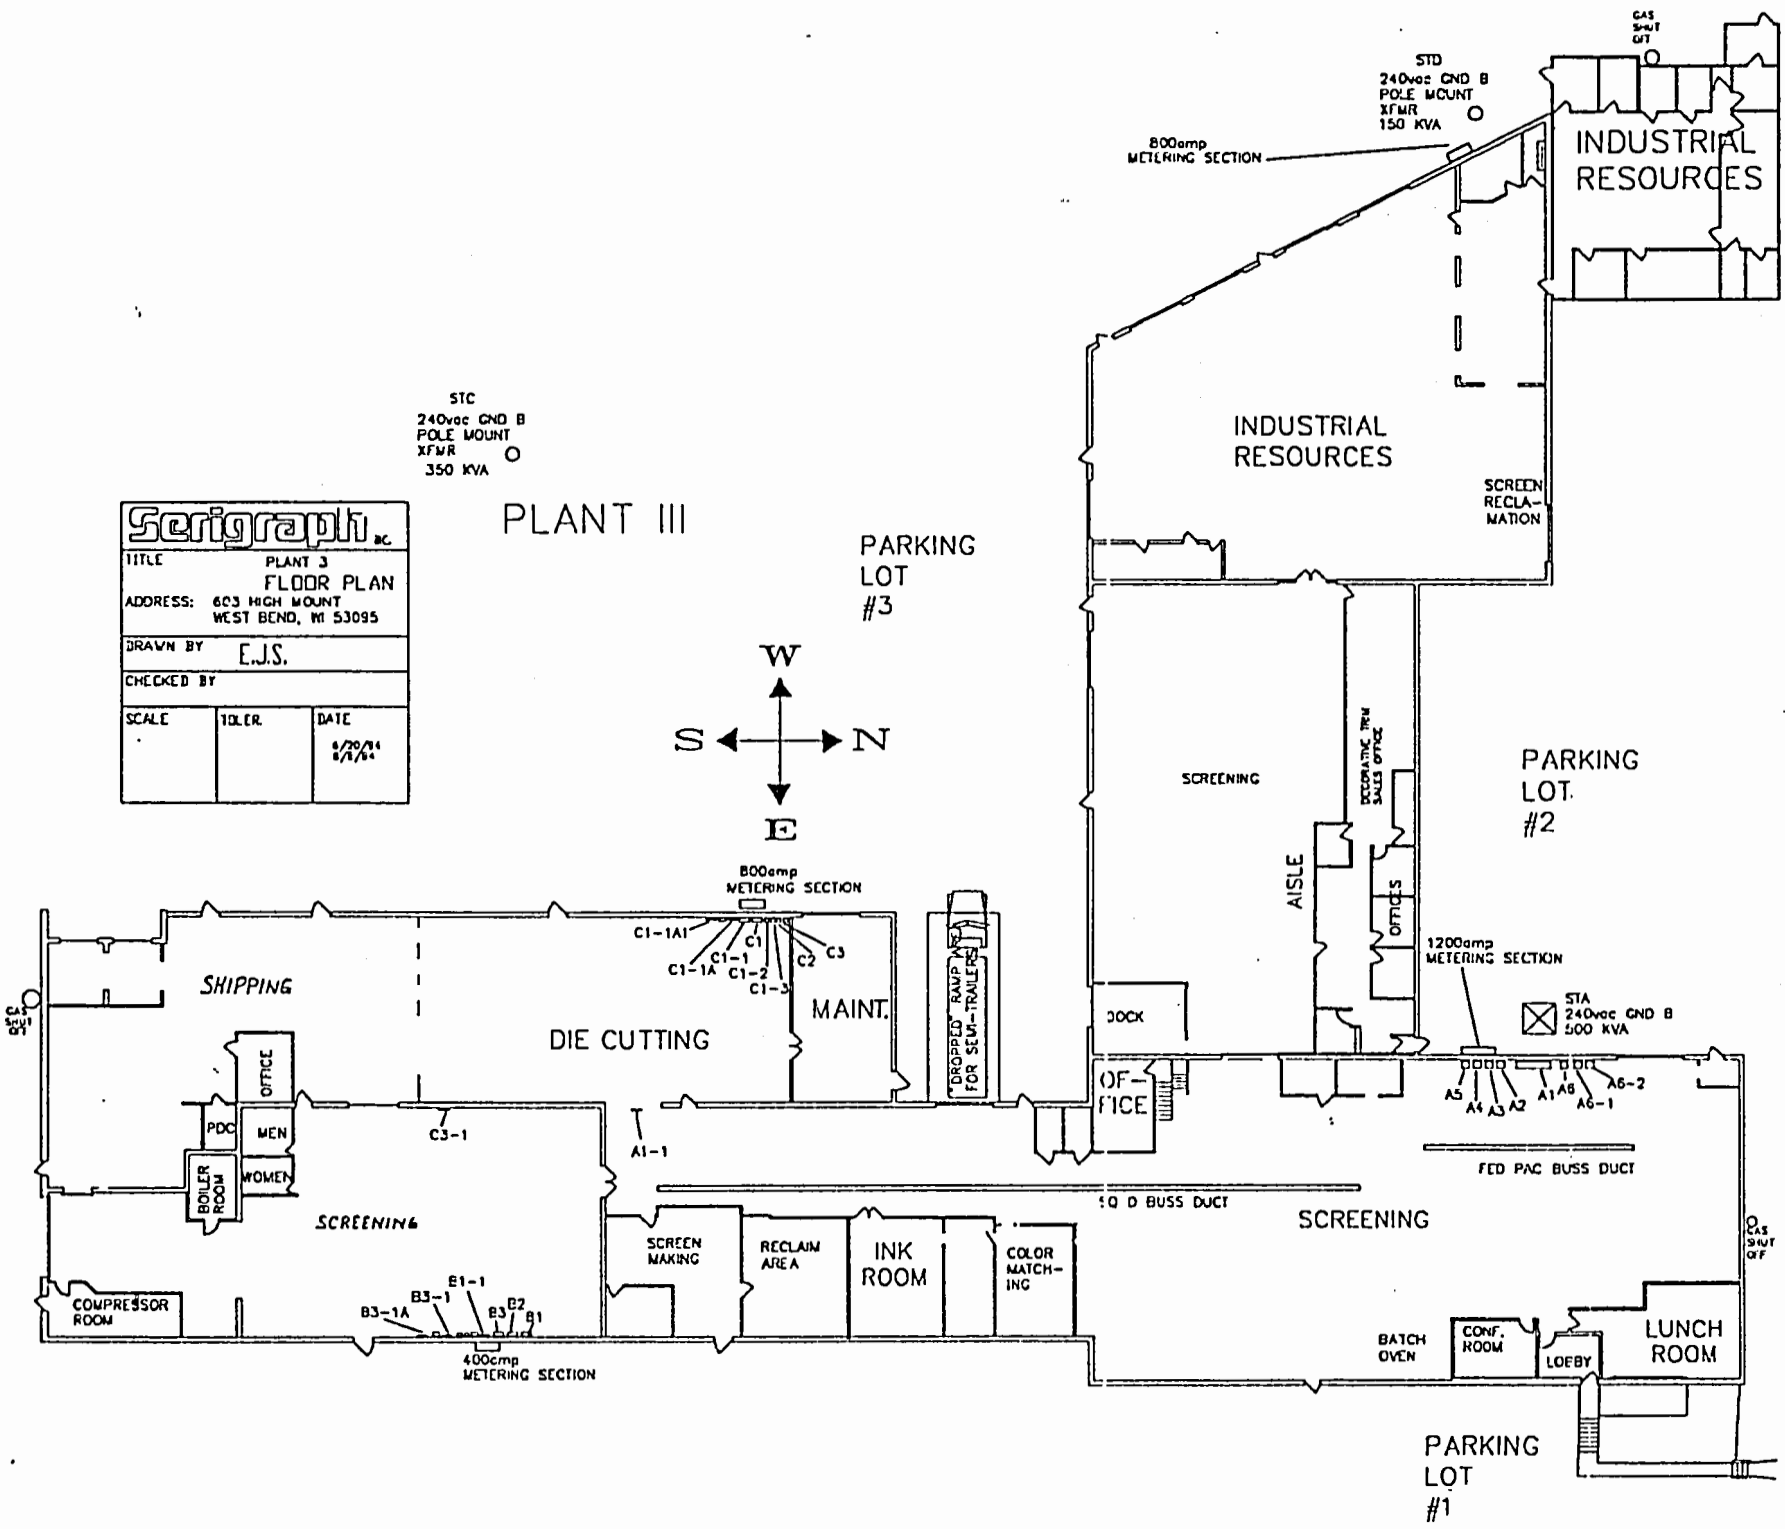 GAS
SHUT
OFF
STD
240vac GND B
POLE MOUNT
XFMR
150 KVA
800amp
METERING SECTION
INDUSTRIAL
RESOURCES
STC
240vac GND B
POLE MOUNT
XFMR
350 KVA
INDUSTRIAL
RESOURCES
SCREEN
RECLA-
MATION
PLANT III
PARKING
LOT
#3
Serigraph INC.
TITLE PLANT 3
FLOOR PLAN
ADDRESS: 603 HIGH MOUNT
WEST BEND, WI 53095
DRAWN BY E.J.S.
CHECKED BY
SCALE TOLER. DATE
W
S N
E
DECORATIVE TRIM
SALES OFFICE
SCREENING
PARKING
LOT
#2
AISLE
OFFICES
800amp
METERING SECTION
C1-1A1
C1-1A
C1-1
C1
C1-2
C1-3
C2
C3
SHIPPING
DIE CUTTING
MAINT.
"DROPPED" RAMP
FOR SEMI-TRAILERS
DOCK
1200amp
METERING SECTION
STA
240vac GND B
500 KVA
GAS
SHUT
OFF
OFFICE
OF-
FICE
A5
A4
A3
A2
A1
A6
A6-1
A6-2
PDC
MEN
C3-1
A1-1
FED PAC BUSS DUCT
BOILER
ROOM
WOMEN
SQ D BUSS DUCT
SCREENING
SCREENING
GAS
SHUT
OFF
SCREEN
MAKING
RECLAIM
AREA
INK
ROOM
COLOR
MATCH-
ING
COMPRESSOR
ROOM
B3-1A
B3-1
B1-1
B3
B2
B1
400amp
METERING SECTION
BATCH
OVEN
CONF.
ROOM
LOBBY
LUNCH
ROOM
PARKING
LOT
#1